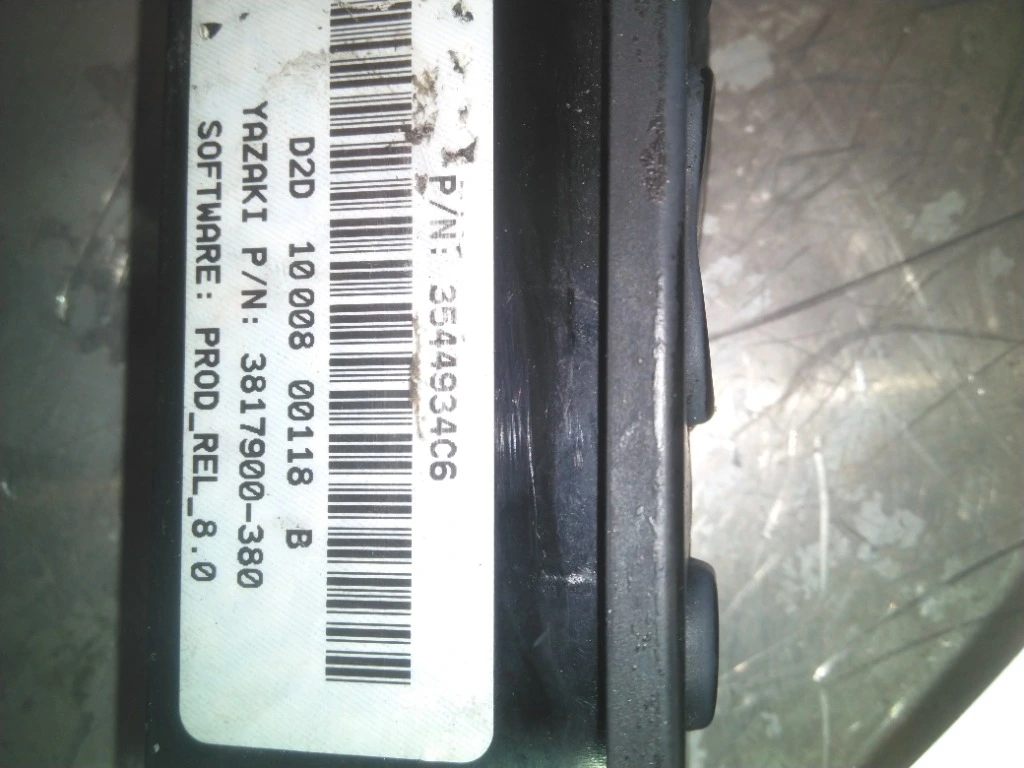 P/N: 3544934C6
D2D 10008 00118 B
YAZAKI P/N: 3817900-380
SOFTWARE: PROD_REL_8.0